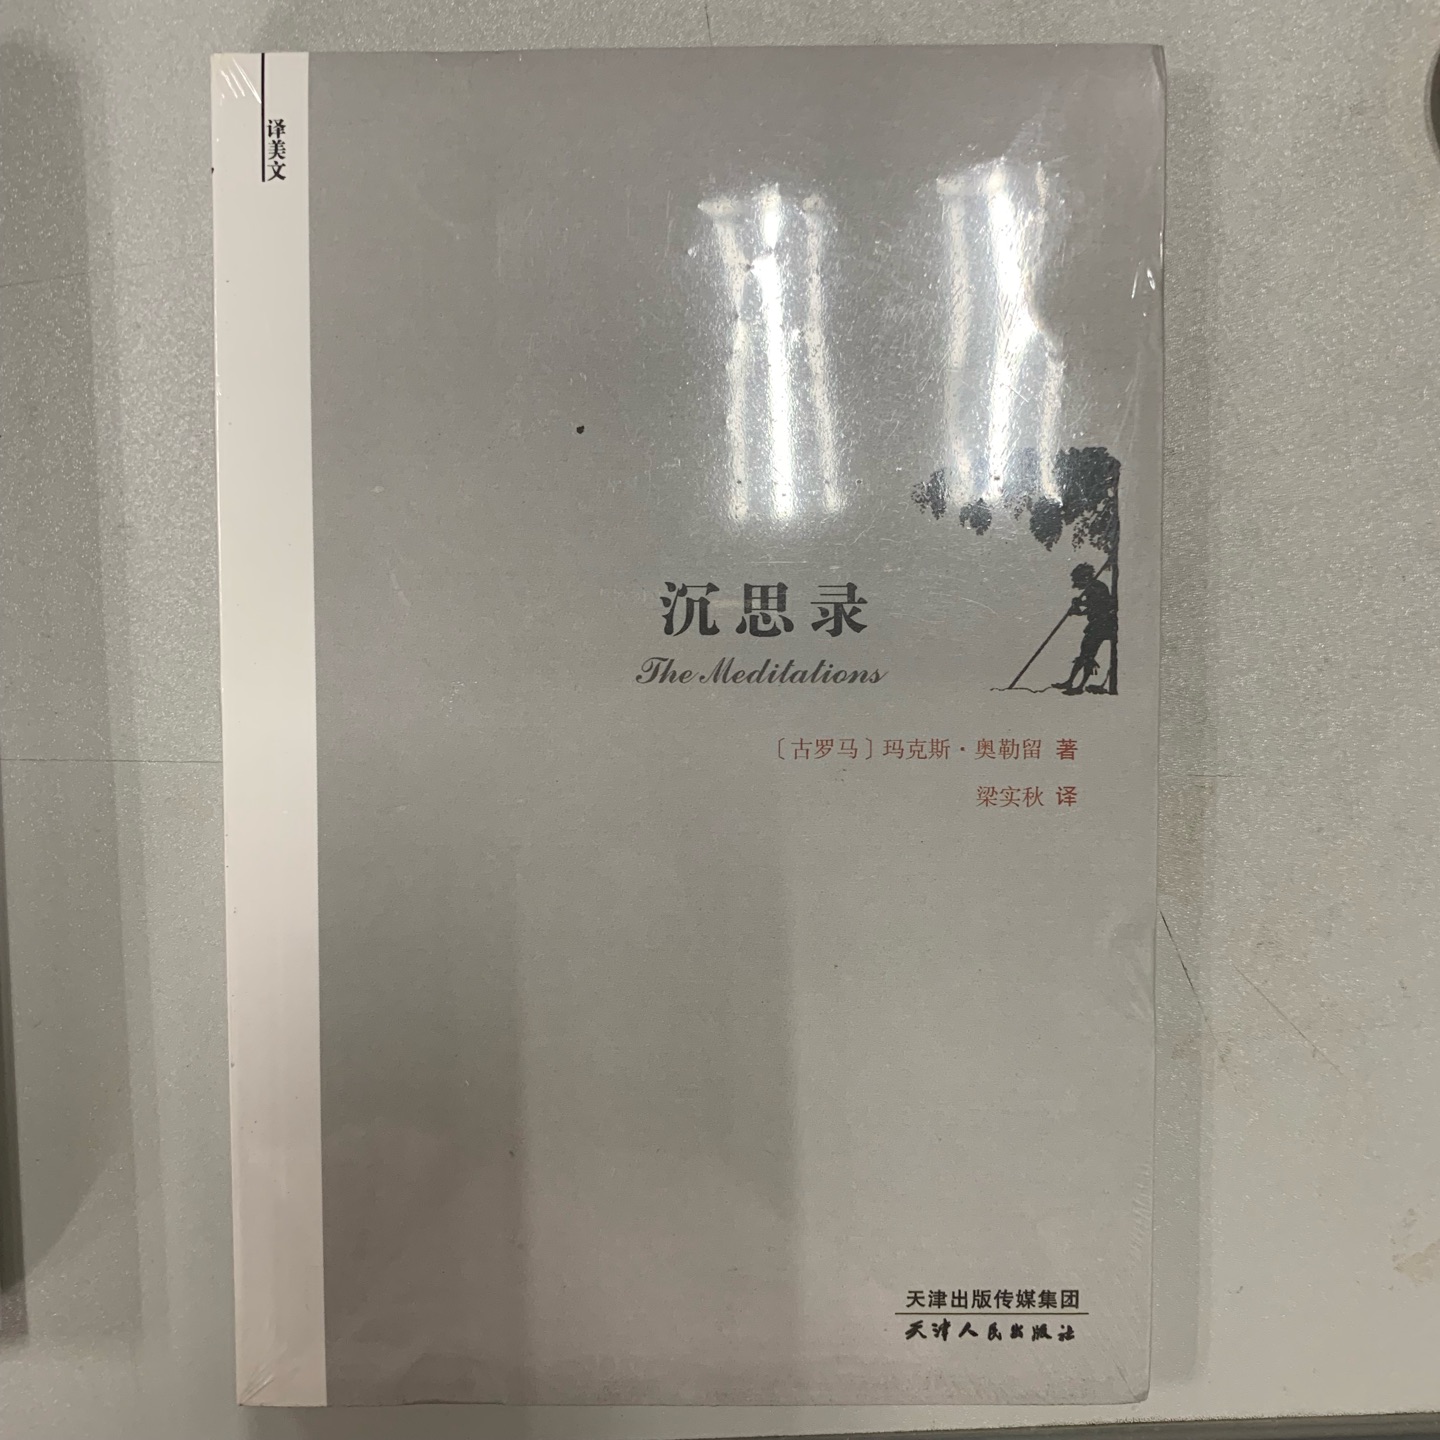 译美文
沉思录
The Meditations
〔古罗马〕玛克斯·奥勒留 著
梁实秋 译
天津出版传媒集团
天津人民出版社